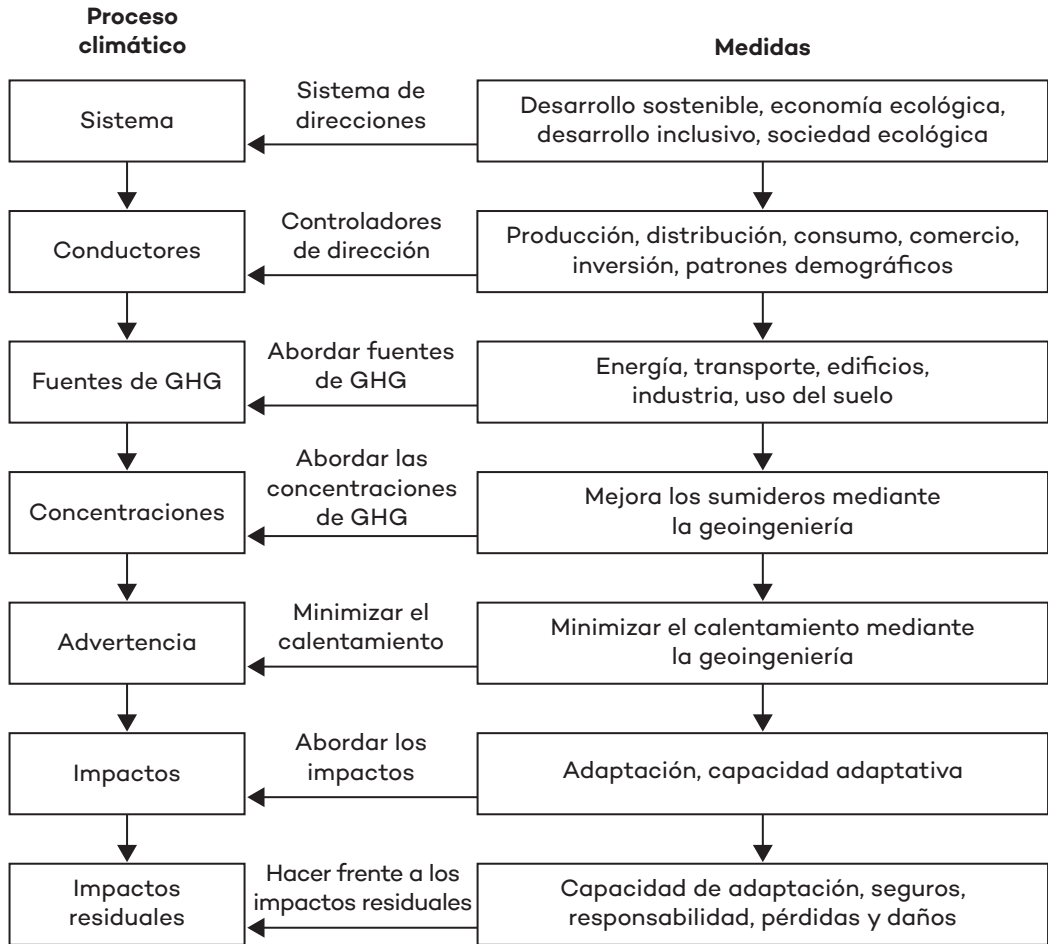 Proceso
climático
Medidas
Sistema
Sistema de
direcciones
Desarrollo sostenible, economía ecológica,
desarrollo inclusivo, sociedad ecológica
Conductores
Controladores
de dirección
Producción, distribución, consumo, comercio,
inversión, patrones demográficos
Fuentes de GHG
Abordar fuentes
de GHG
Energía, transporte, edificios,
industria, uso del suelo
Concentraciones
Abordar las
concentraciones
de GHG
Mejora los sumideros mediante
la geoingeniería
Advertencia
Minimizar el
calentamiento
Minimizar el calentamiento mediante
la geoingeniería
Impactos
Abordar los
impactos
Adaptación, capacidad adaptativa
Impactos
residuales
Hacer frente a los
impactos residuales
Capacidad de adaptación, seguros,
responsabilidad, pérdidas y daños